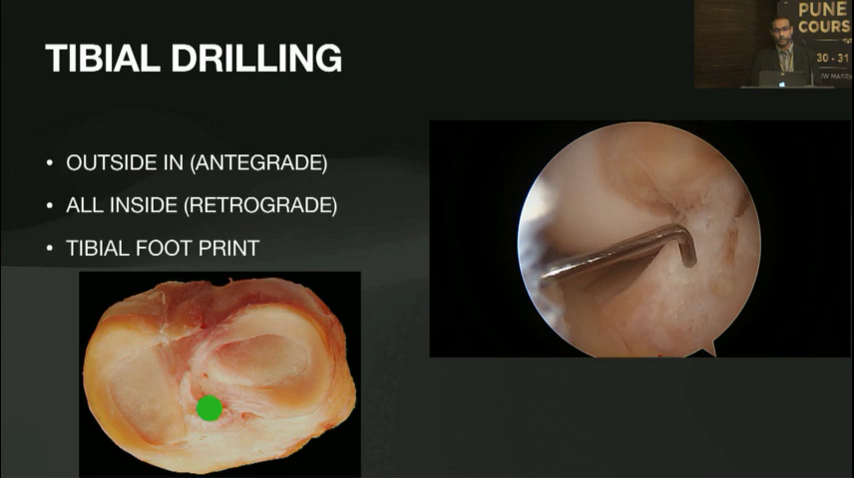 TIBIAL DRILLING
• OUTSIDE IN (ANTEGRADE)
• ALL INSIDE (RETROGRADE)
• TIBIAL FOOT PRINT
PUNE
COURS
30 - 31